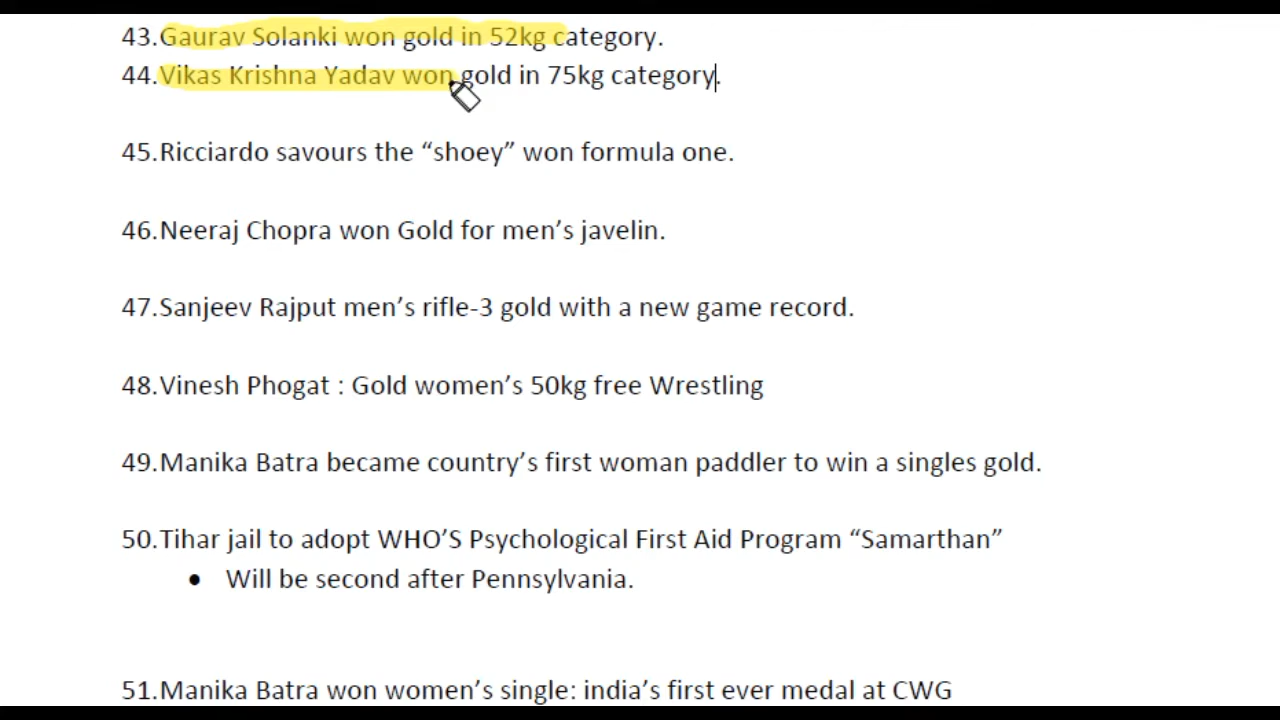 43.Gaurav Solanki won gold in 52kg category.
44.Vikas Krishna Yadav won gold in 75kg category.
45.Ricciardo savours the “shoey” won formula one.
46.Neeraj Chopra won Gold for men’s javelin.
47.Sanjeev Rajput men’s rifle-3 gold with a new game record.
48.Vinesh Phogat : Gold women’s 50kg free Wrestling
49.Manika Batra became country’s first woman paddler to win a singles gold.
50.Tihar jail to adopt WHO’S Psychological First Aid Program “Samarthan”
• Will be second after Pennsylvania.
51.Manika Batra won women’s single: india’s first ever medal at CWG